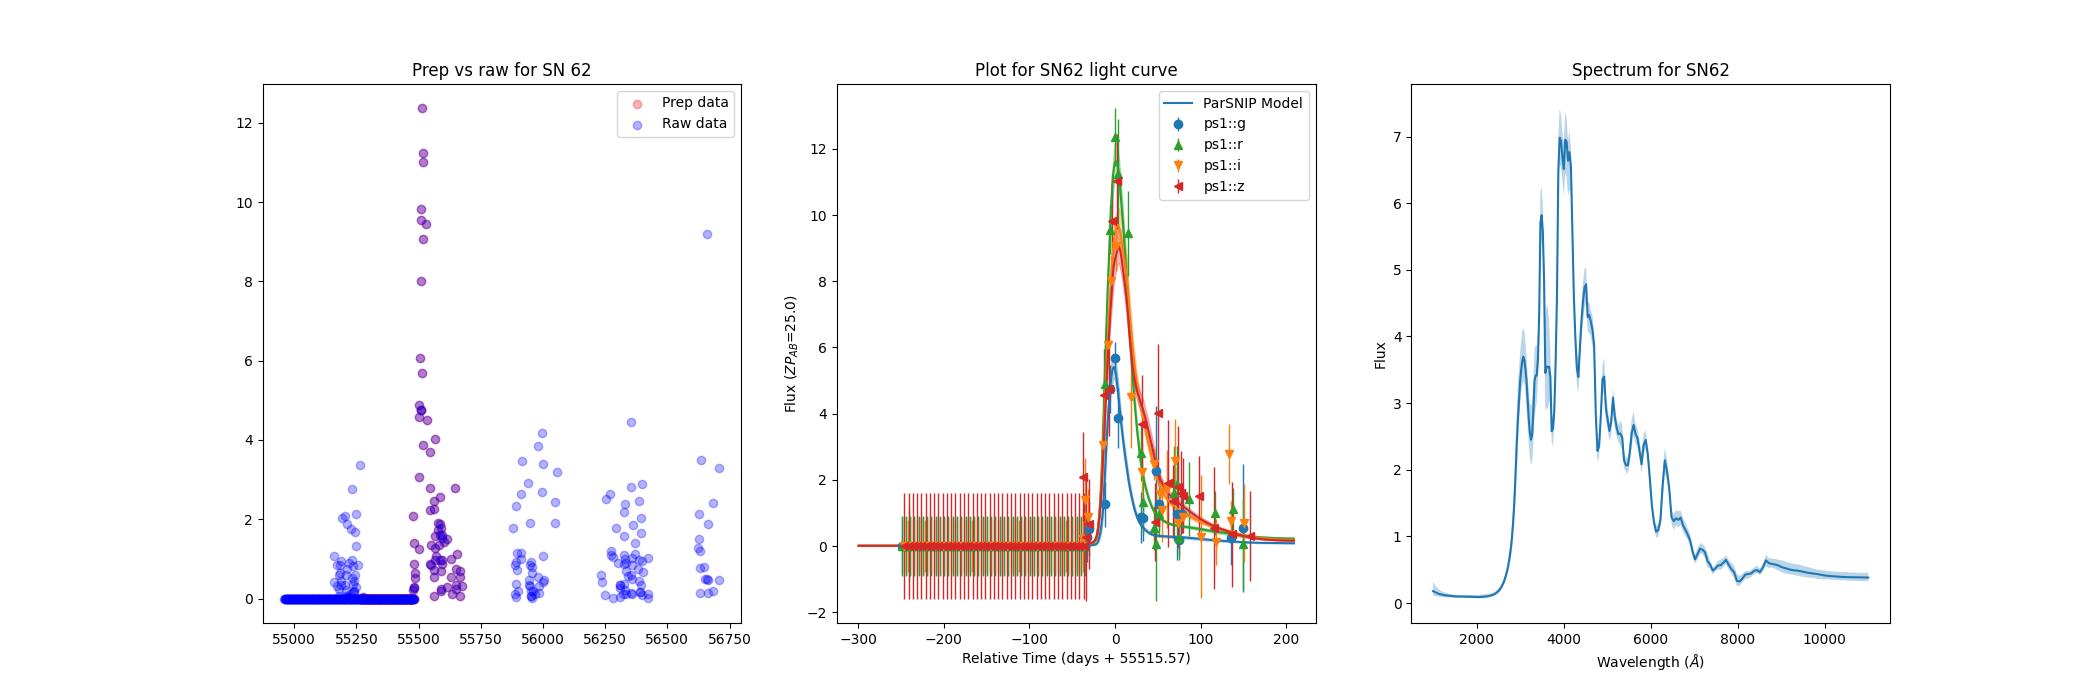 Prep vs raw for SN 62
Prep data
Raw data
12
10
8
6
4
2
0
55000 55250 55500 55750 56000 56250 56500 56750
Plot for SN62 light curve
ParSNIP Model
ps1::g
ps1::r
ps1::i
ps1::z
Flux (ZP_AB=25.0)
12
10
8
6
4
2
0
−2
−300 −200 −100 0 100 200
Relative Time (days + 55515.57)
Spectrum for SN62
Flux
7
6
5
4
3
2
1
0
2000 4000 6000 8000 10000
Wavelength (Å)